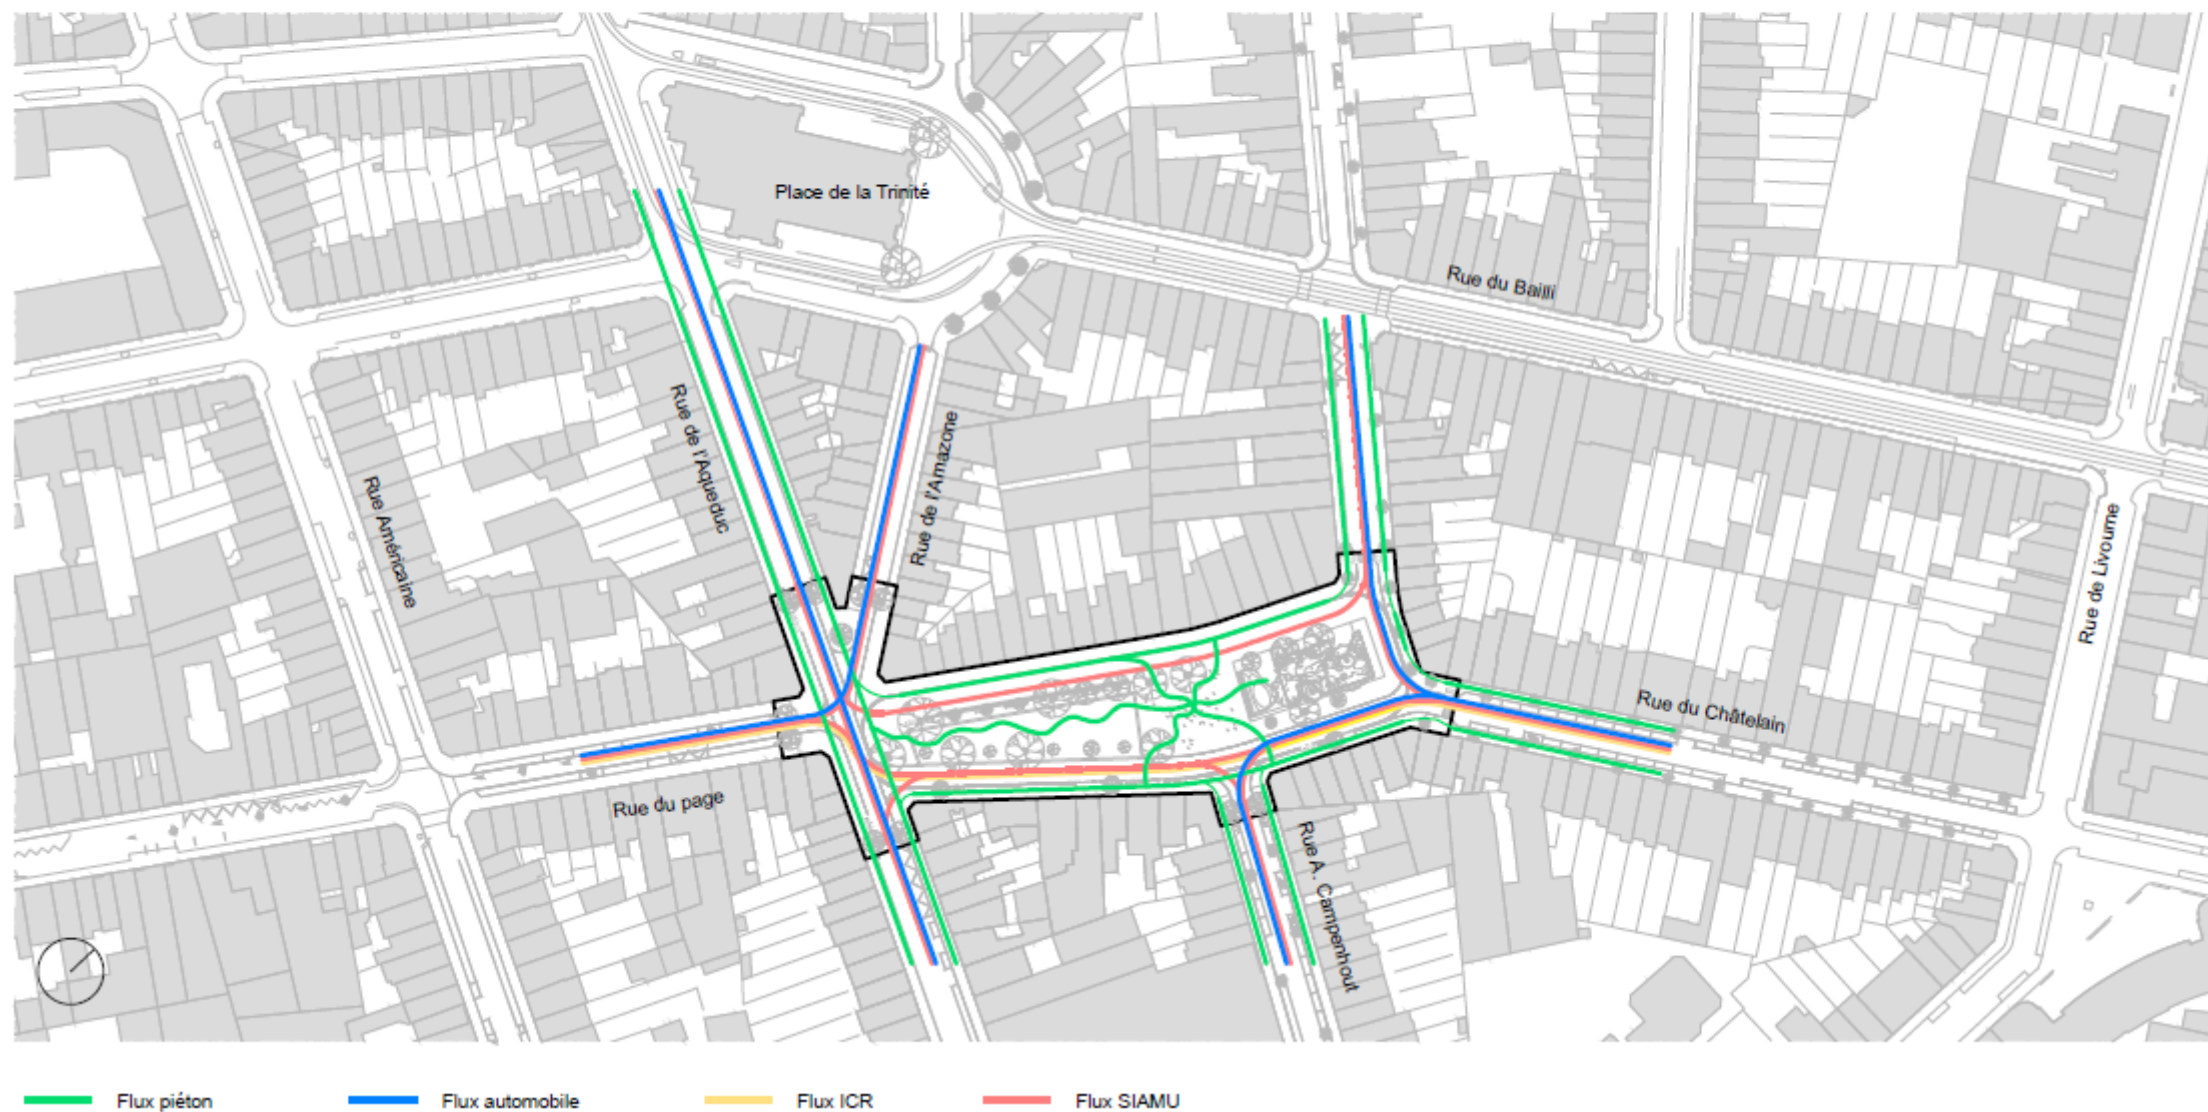 Place de la Trinité
Rue du Bailli
Rue de l'Aqueduc
Rue de l'Amazone
Rue Américaine
Rue de Livourne
Rue du Châtelain
Rue du page
Rue A. Campenhout
Flux piéton
Flux automobile
Flux ICR
Flux SIAMU